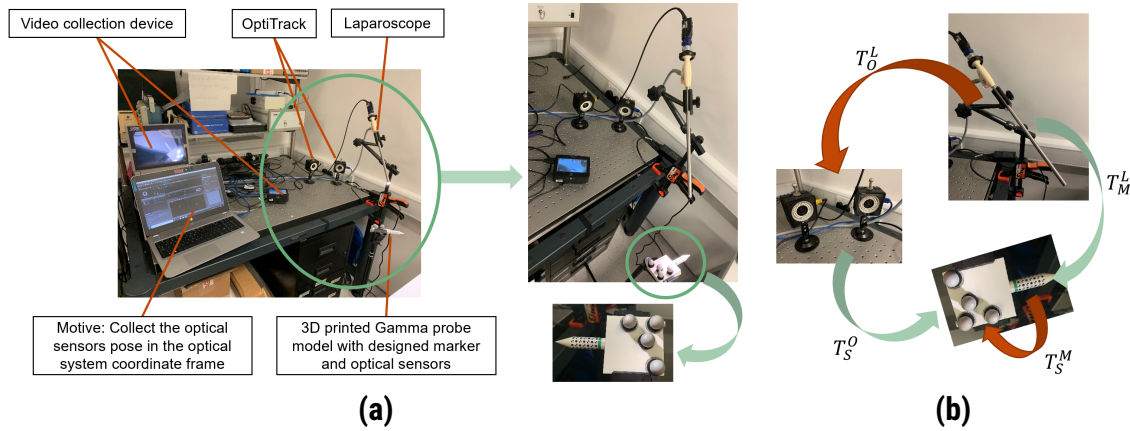 Video collection device
OptiTrack
Laparoscope
Motive: Collect the optical
sensors pose in the optical
system coordinate frame
3D printed Gamma probe
model with designed marker
and optical sensors
(a)
T_O^L
T_M^L
T_S^O
T_S^M
(b)